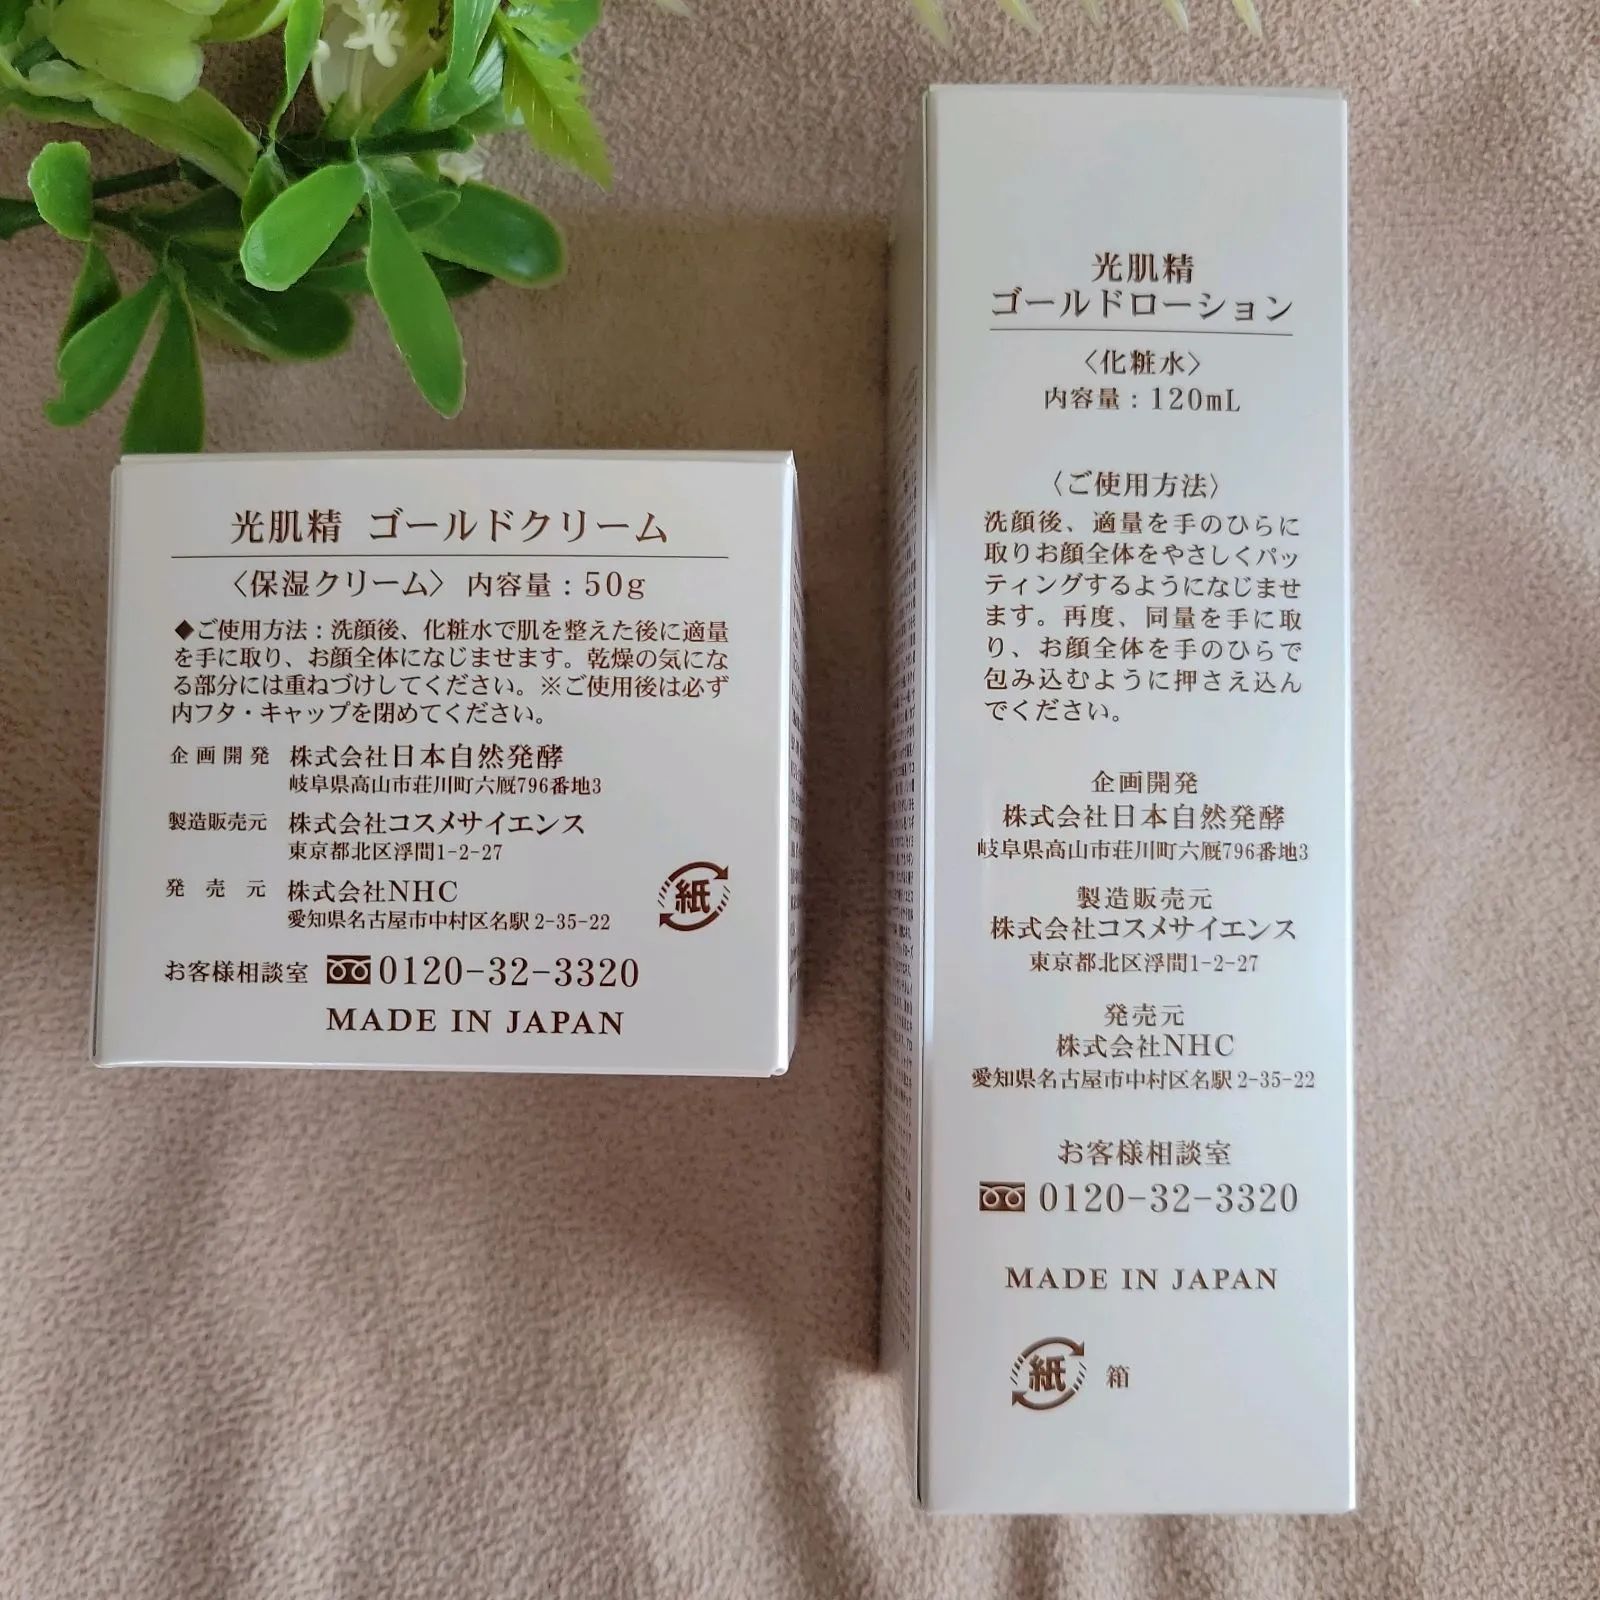 光肌精 ゴールドクリーム
〈保湿クリーム〉 内容量：50g
◆ご使用方法：洗顔後、化粧水で肌を整えた後に適量
を手に取り、お顔全体になじませます。乾燥の気にな
る部分には重ねづけしてください。※ご使用後は必ず
内フタ・キャップを閉めてください。
企画開発 株式会社日本自然発酵
岐阜県高山市荘川町六厩796番地3
製造販売元 株式会社コスメサイエンス
東京都北区浮間1-2-27
発売元 株式会社NHC
愛知県名古屋市中村区名駅2-35-22
紙
お客様相談室 0120-32-3320
MADE IN JAPAN
光肌精
ゴールドローション
〈化粧水〉
内容量：120mL
〈ご使用方法〉
洗顔後、適量を手のひらに
取りお顔全体をやさしくパッ
ティングするようになじませ
ます。再度、同量を手に取
り、お顔全体を手のひらで
包み込むように押さえ込ん
でください。
企画開発
株式会社日本自然発酵
岐阜県高山市荘川町六厩796番地3
製造販売元
株式会社コスメサイエンス
東京都北区浮間1-2-27
発売元
株式会社NHC
愛知県名古屋市中村区名駅2-35-22
お客様相談室
0120-32-3320
MADE IN JAPAN
紙 箱